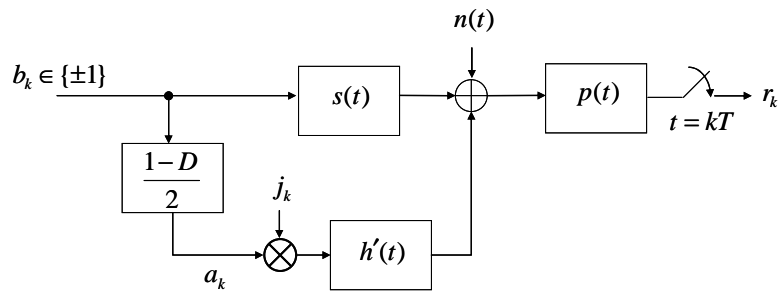 n(t)
b_k ∈ {±1}
s(t)
p(t)
r_k
t = kT
1 − D
2
j_k
h′(t)
a_k